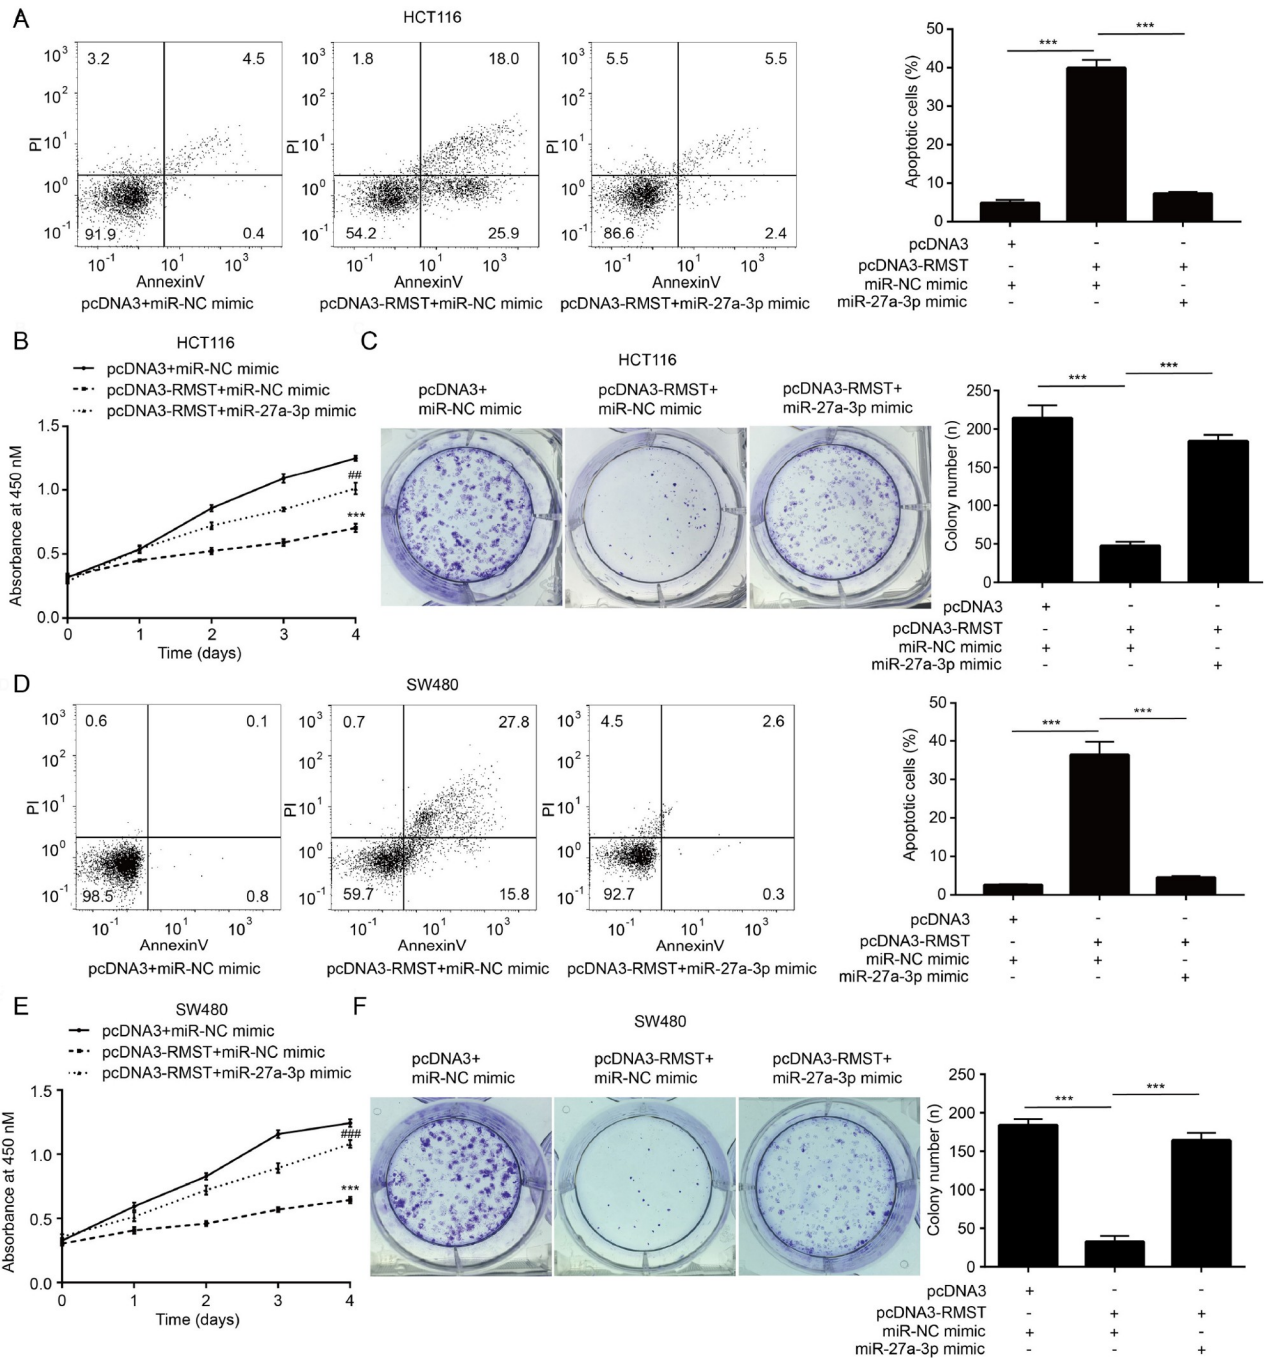 A
HCT116
10³
10²
10¹
10⁰
10⁻¹
PI
3.2
4.5
91.9
0.4
10⁻¹
10¹
10³
AnnexinV
pcDNA3+miR-NC mimic
10³
10²
10¹
10⁰
10⁻¹
PI
1.8
18.0
54.2
25.9
10⁻¹
10¹
10³
AnnexinV
pcDNA3-RMST+miR-NC mimic
10³
10²
10¹
10⁰
10⁻¹
PI
5.5
5.5
86.6
2.4
10⁻¹
10¹
10³
AnnexinV
pcDNA3-RMST+miR-27a-3p mimic
Apoptotic cells (%)
50
40
30
20
10
0
***
***
pcDNA3 + - -
pcDNA3-RMST - + +
miR-NC mimic + + -
miR-27a-3p mimic - - +
B
HCT116
pcDNA3+miR-NC mimic
pcDNA3-RMST+miR-NC mimic
pcDNA3-RMST+miR-27a-3p mimic
Absorbance at 450 nM
1.5
1.0
0.5
0.0
##
***
0 1 2 3 4
Time (days)
C
HCT116
pcDNA3+
miR-NC mimic
pcDNA3-RMST+
miR-NC mimic
pcDNA3-RMST+
miR-27a-3p mimic
Colony number (n)
250
200
150
100
50
0
***
***
pcDNA3 + - -
pcDNA3-RMST - + +
miR-NC mimic + + -
miR-27a-3p mimic - - +
D
SW480
10³
10²
10¹
10⁰
10⁻¹
PI
0.6
0.1
98.5
0.8
10⁻¹
10¹
10³
AnnexinV
pcDNA3+miR-NC mimic
10³
10²
10¹
10⁰
10⁻¹
PI
0.7
27.8
59.7
15.8
10⁻¹
10¹
10³
AnnexinV
pcDNA3-RMST+miR-NC mimic
10³
10²
10¹
10⁰
10⁻¹
PI
4.5
2.6
92.7
0.3
10⁻¹
10¹
10³
AnnexinV
pcDNA3-RMST+miR-27a-3p mimic
Apoptotic cells (%)
50
40
30
20
10
0
***
***
pcDNA3 + - -
pcDNA3-RMST - + +
miR-NC mimic + + -
miR-27a-3p mimic - - +
E
SW480
pcDNA3+miR-NC mimic
pcDNA3-RMST+miR-NC mimic
pcDNA3-RMST+miR-27a-3p mimic
Absorbance at 450 nM
1.5
1.0
0.5
0.0
###
***
0 1 2 3 4
Time (days)
F
SW480
pcDNA3+
miR-NC mimic
pcDNA3-RMST+
miR-NC mimic
pcDNA3-RMST+
miR-27a-3p mimic
Colony number (n)
250
200
150
100
50
0
***
***
pcDNA3 + - -
pcDNA3-RMST - + +
miR-NC mimic + + -
miR-27a-3p mimic - - +